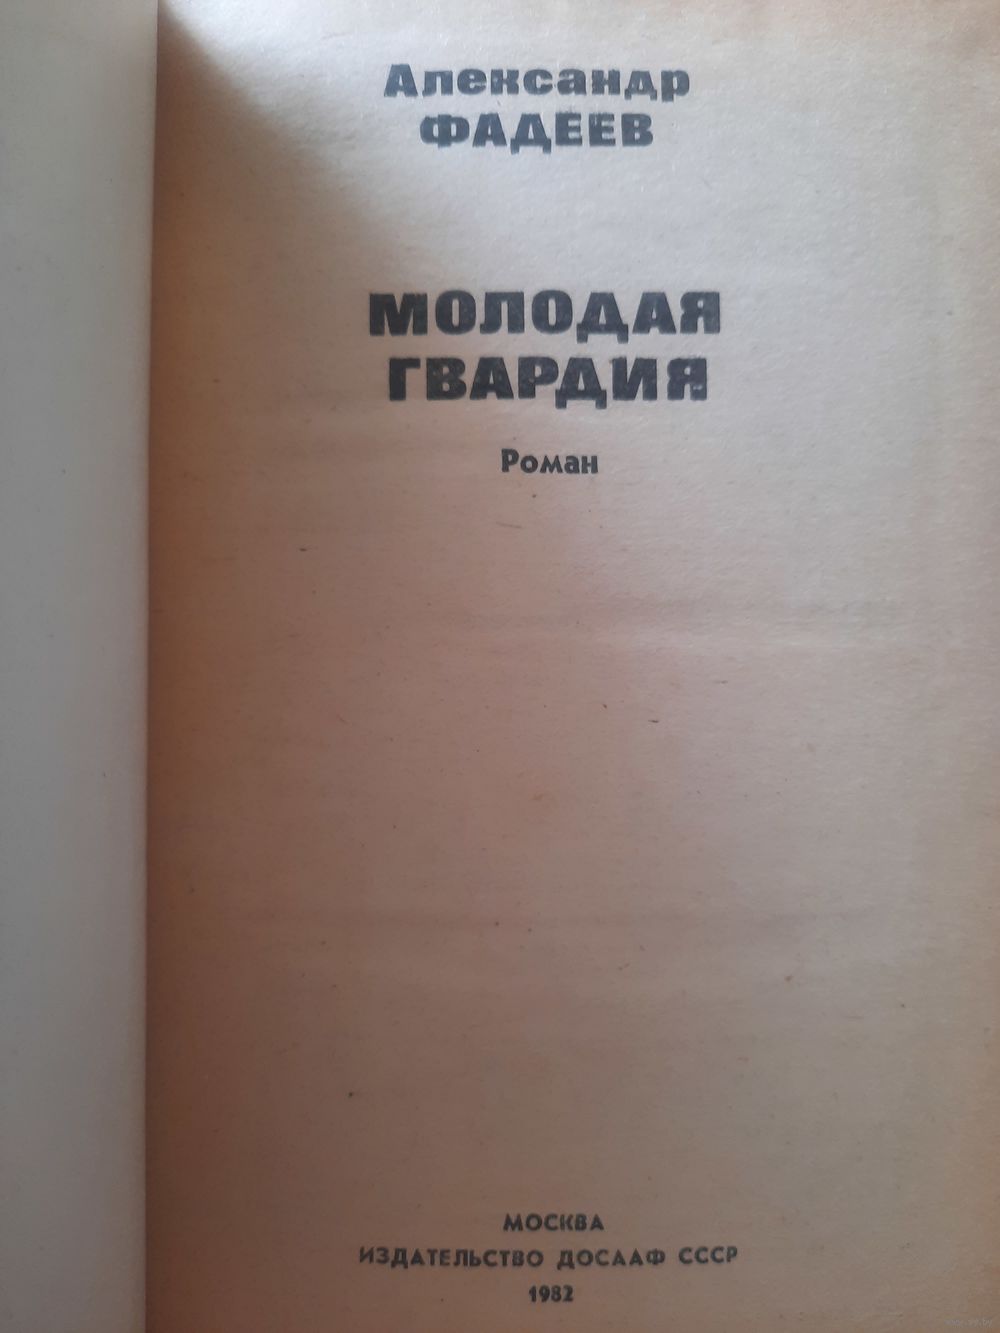 Александр
ФАДЕЕВ
МОЛОДАЯ
ГВАРДИЯ
Роман
МОСКВА
ИЗДАТЕЛЬСТВО ДОСААФ СССР
1982